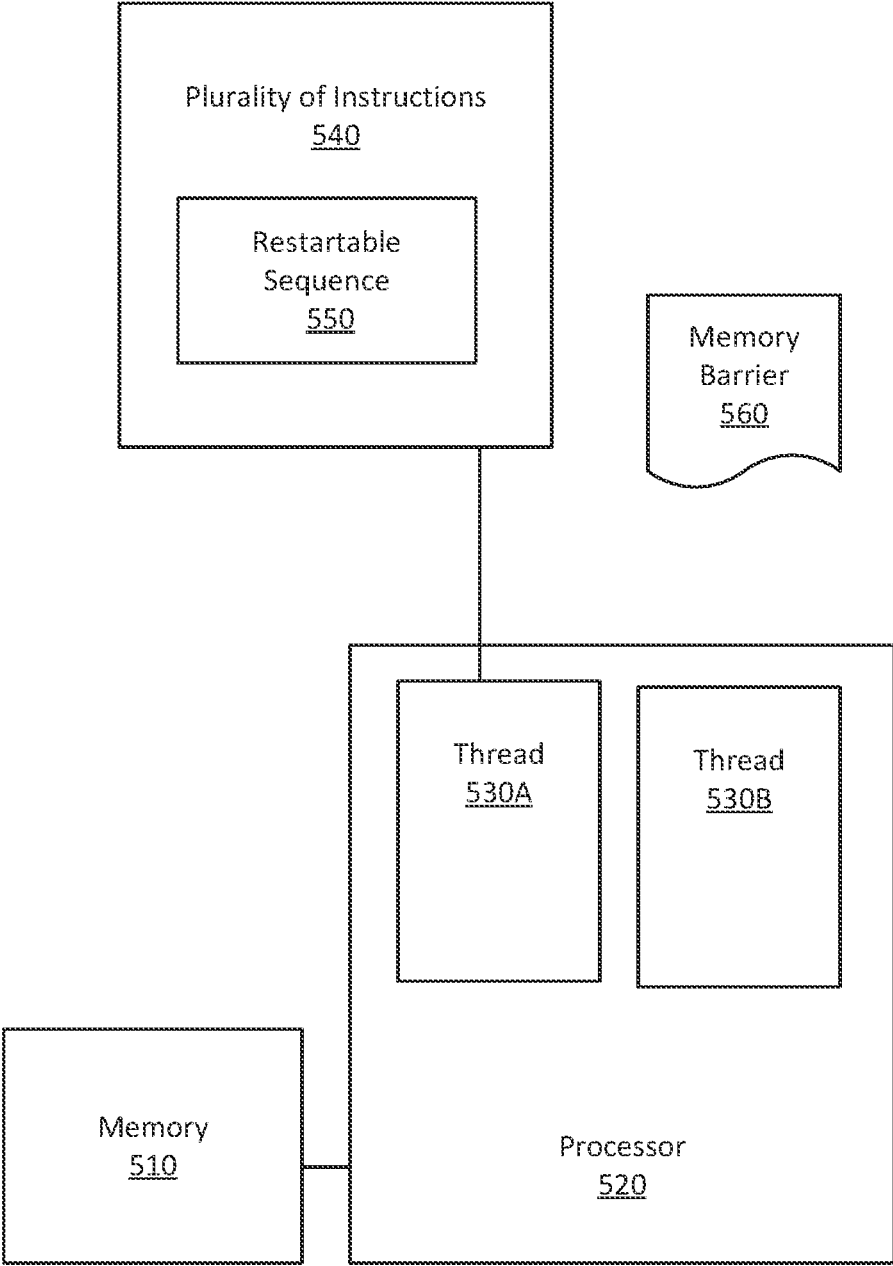 Plurality of Instructions
540
Restartable
Sequence
550
Memory
Barrier
560
Thread
530A
Thread
530B
Memory
510
Processor
520